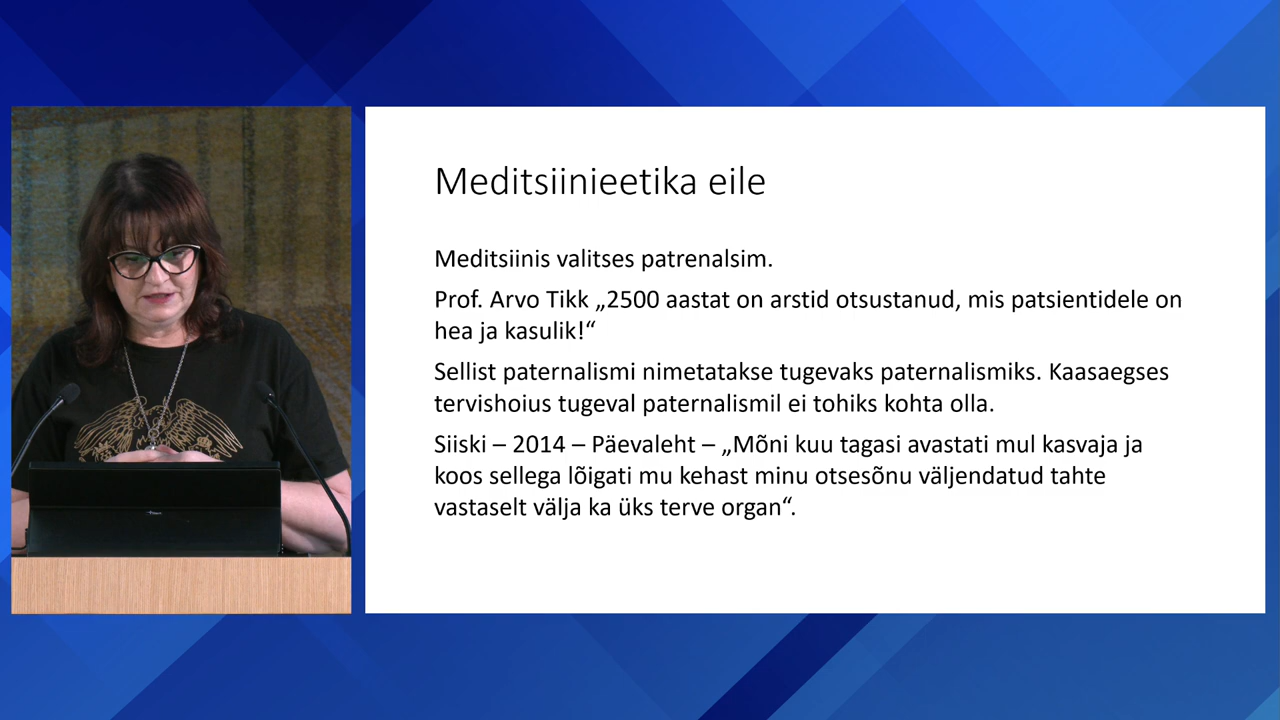 Meditsiinieetika eile
Meditsiinis valitses patrenalsim.
Prof. Arvo Tikk „2500 aastat on arstid otsustanud, mis patsientidele on
hea ja kasulik!“
Sellist paternalismi nimetatakse tugevaks paternalismiks. Kaasaegses
tervishoius tugeval paternalismil ei tohiks kohta olla.
Siiski – 2014 – Päevaleht – „Mõni kuu tagasi avastati mul kasvaja ja
koos sellega lõigati mu kehast minu otsesõnu väljendatud tahte
vastaselt välja ka üks terve organ“.